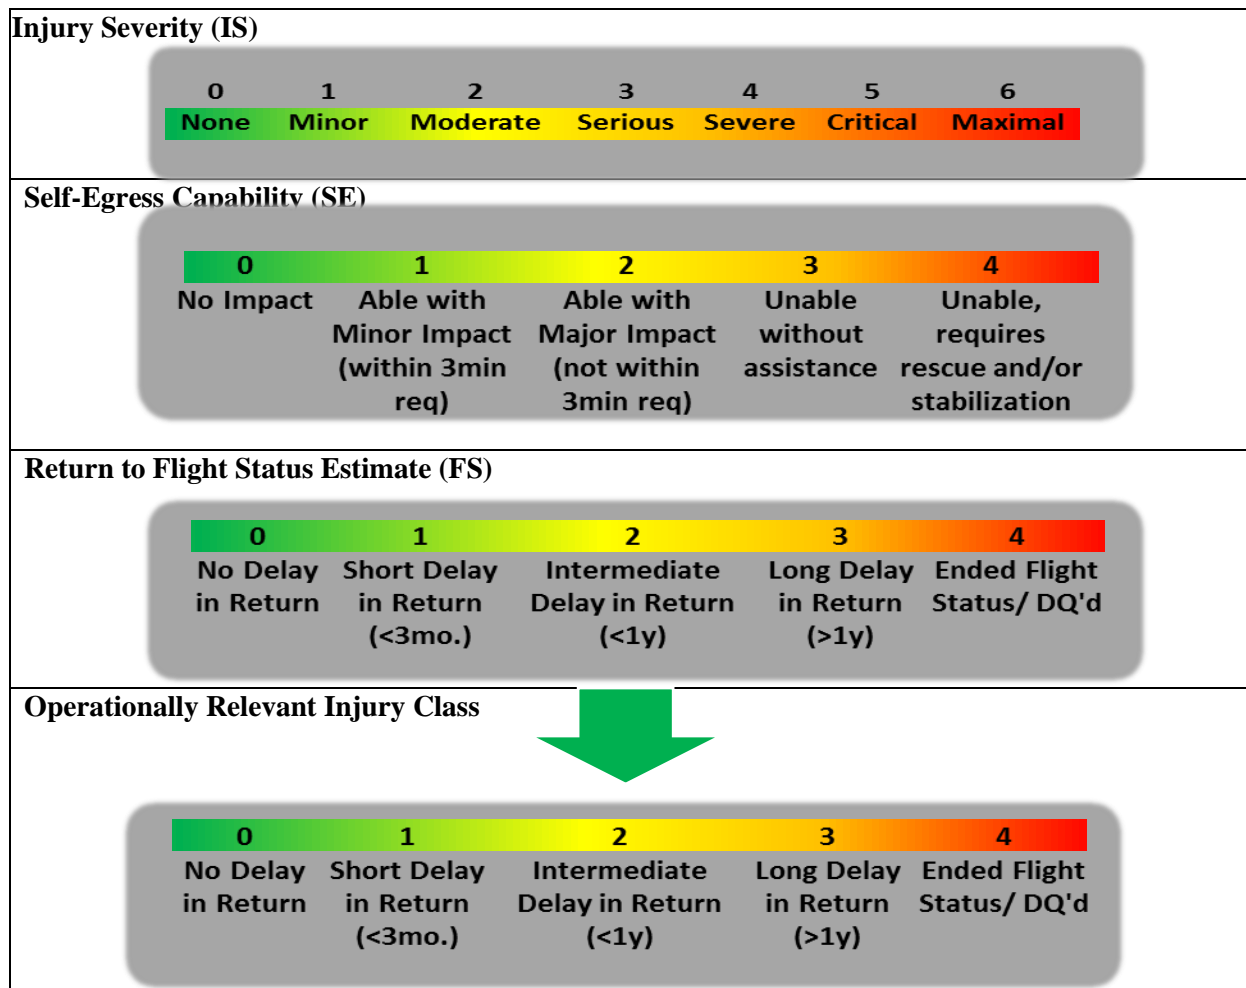 Injury Severity (IS)
0 1 2 3 4 5 6
None Minor Moderate Serious Severe Critical Maximal
Self-Egress Capability (SE)
0 1 2 3 4
No Impact Able with Able with Unable Unable,
Minor Impact Major Impact without requires
(within 3min (not within assistance rescue and/or
req) 3min req) stabilization
Return to Flight Status Estimate (FS)
0 1 2 3 4
No Delay Short Delay Intermediate Long Delay Ended Flight
in Return in Return Delay in Return in Return Status/ DQ'd
(<3mo.) (<1y) (>1y)
Operationally Relevant Injury Class
0 1 2 3 4
No Delay Short Delay Intermediate Long Delay Ended Flight
in Return in Return Delay in Return in Return Status/ DQ'd
(<3mo.) (<1y) (>1y)